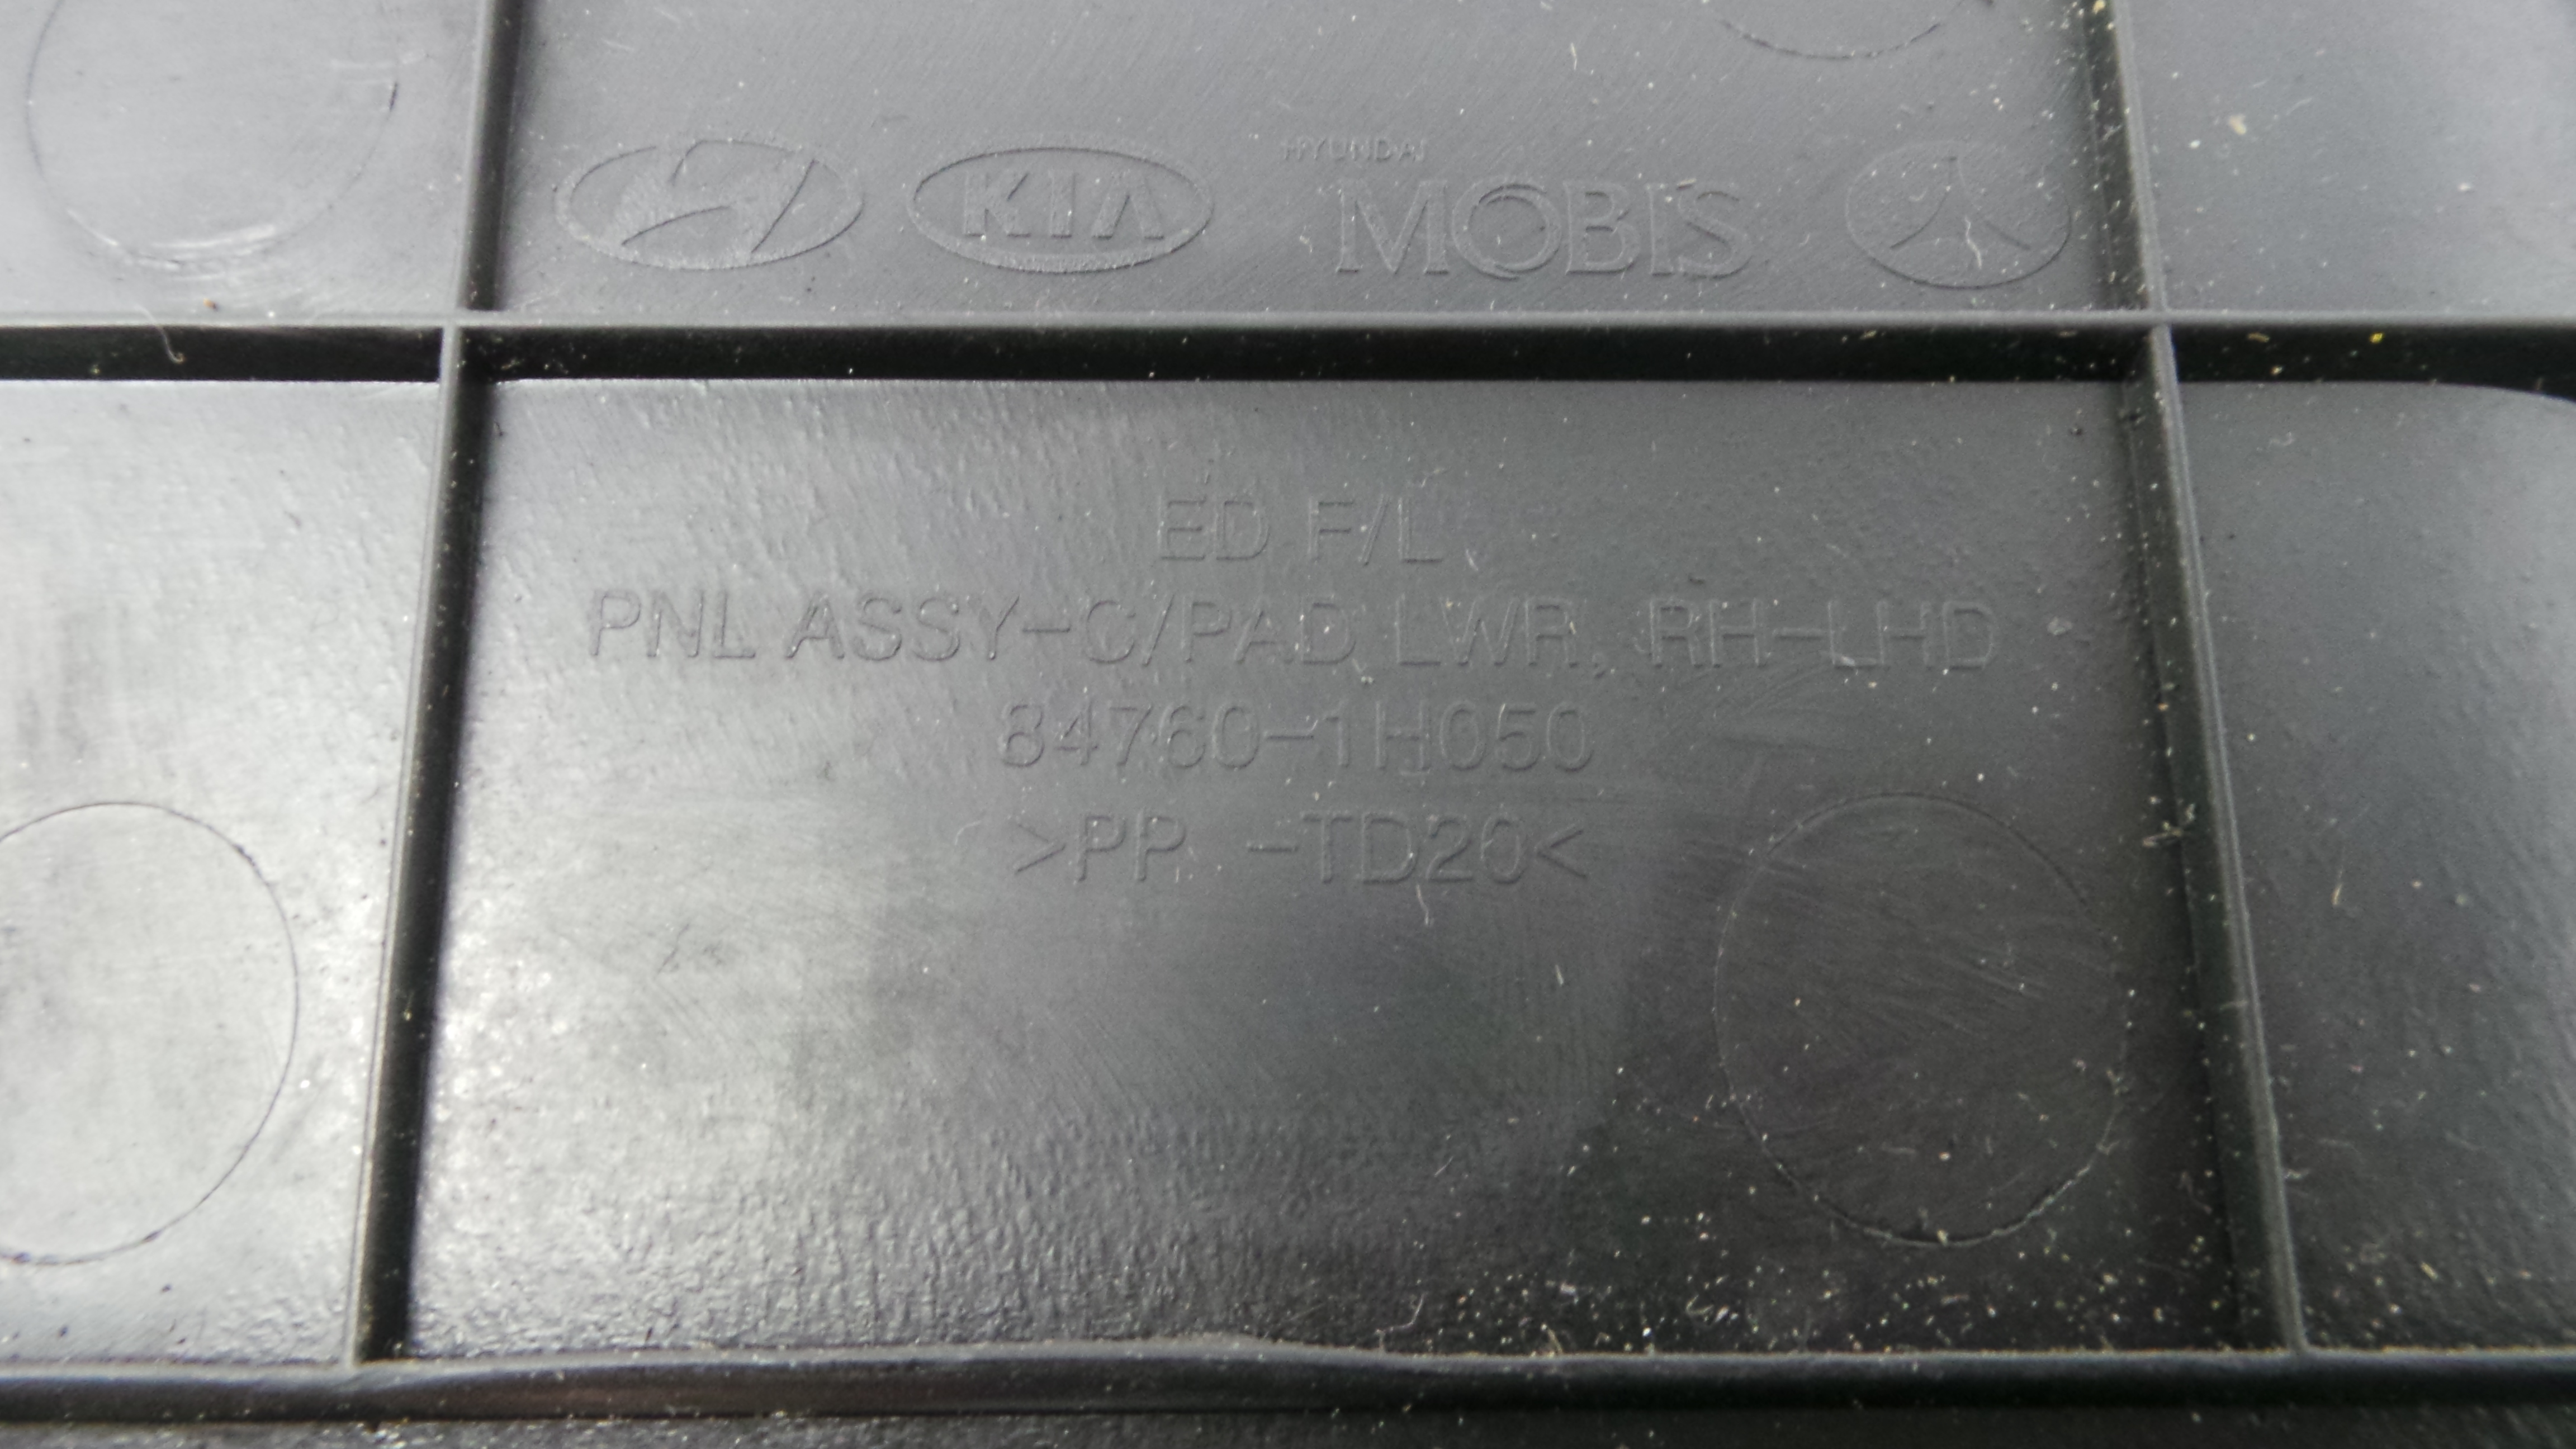 KIA HYUNDAI MOBIS
ED F/L
PNL ASSY-C/PAD LWR, RH-LHD
84760-1H050
>PP -TD20<